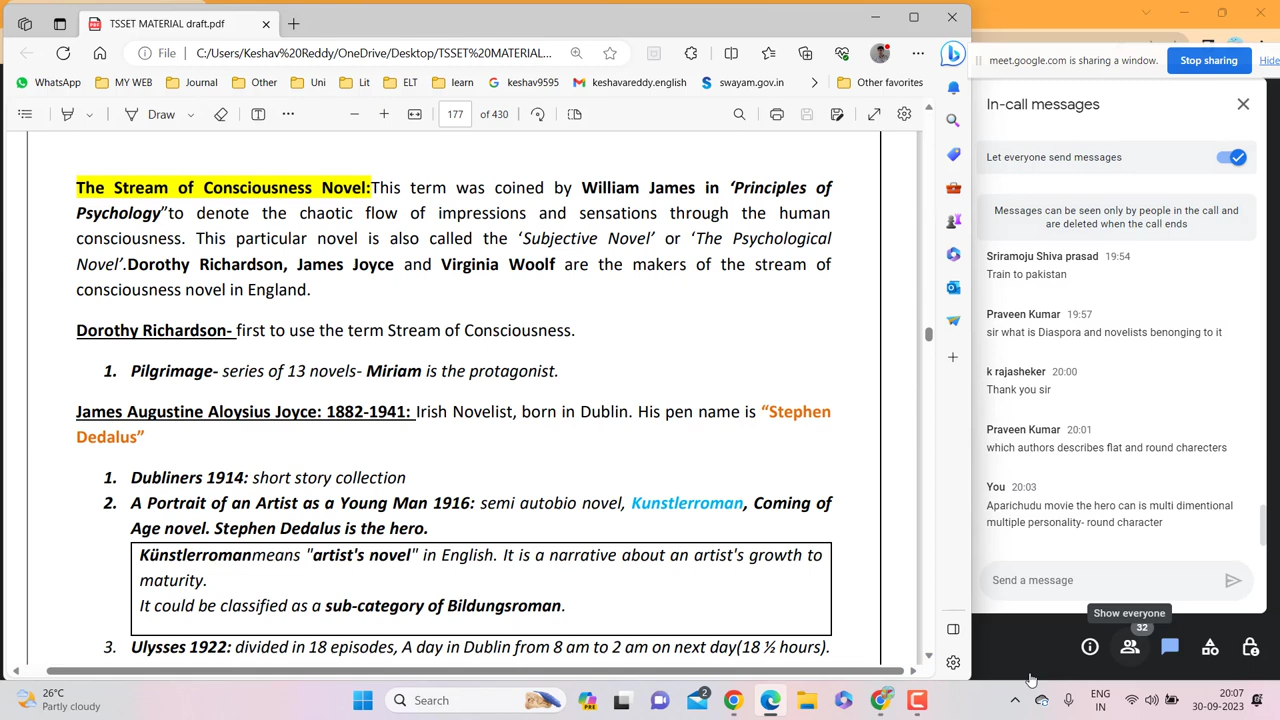 TSSET MATERIAL draft.pdf
File
C:/Users/Keshav%20Reddy/OneDrive/Desktop/TSSET%20MATERIAL...
WhatsApp
MY WEB
Journal
Other
Uni
Lit
ELT
learn
keshav9595
keshavareddy.english
swayam.gov.in
Other favorites
Draw
177
of 430
The Stream of Consciousness Novel:This term was coined by William James in ‘Principles of
Psychology”to denote the chaotic flow of impressions and sensations through the human
consciousness. This particular novel is also called the ‘Subjective Novel’ or ‘The Psychological
Novel’.Dorothy Richardson, James Joyce and Virginia Woolf are the makers of the stream of
consciousness novel in England.
Dorothy Richardson- first to use the term Stream of Consciousness.
1. Pilgrimage- series of 13 novels- Miriam is the protagonist.
James Augustine Aloysius Joyce: 1882-1941: Irish Novelist, born in Dublin. His pen name is “Stephen
Dedalus”
1. Dubliners 1914: short story collection
2. A Portrait of an Artist as a Young Man 1916: semi autobio novel, Kunstlerroman, Coming of
Age novel. Stephen Dedalus is the hero.
Künstlerromanmeans "artist's novel" in English. It is a narrative about an artist's growth to
maturity.
It could be classified as a sub-category of Bildungsroman.
3. Ulysses 1922: divided in 18 episodes, A day in Dublin from 8 am to 2 am on next day(18 ½ hours).
meet.google.com is sharing a window.
Stop sharing
Hide
In-call messages
Let everyone send messages
Messages can be seen only by people in the call and
are deleted when the call ends
Sriramoju Shiva prasad 19:54
Train to pakistan
Praveen Kumar 19:57
sir what is Diaspora and novelists benonging to it
k rajasheker 20:00
Thank you sir
Praveen Kumar 20:01
which authors describes flat and round charecters
You 20:03
Aparichudu movie the hero can is multi dimentional
multiple personality- round character
Send a message
Show everyone
32
26°C
Partly cloudy
Search
PRE
2
ENG
IN
20:07
30-09-2023